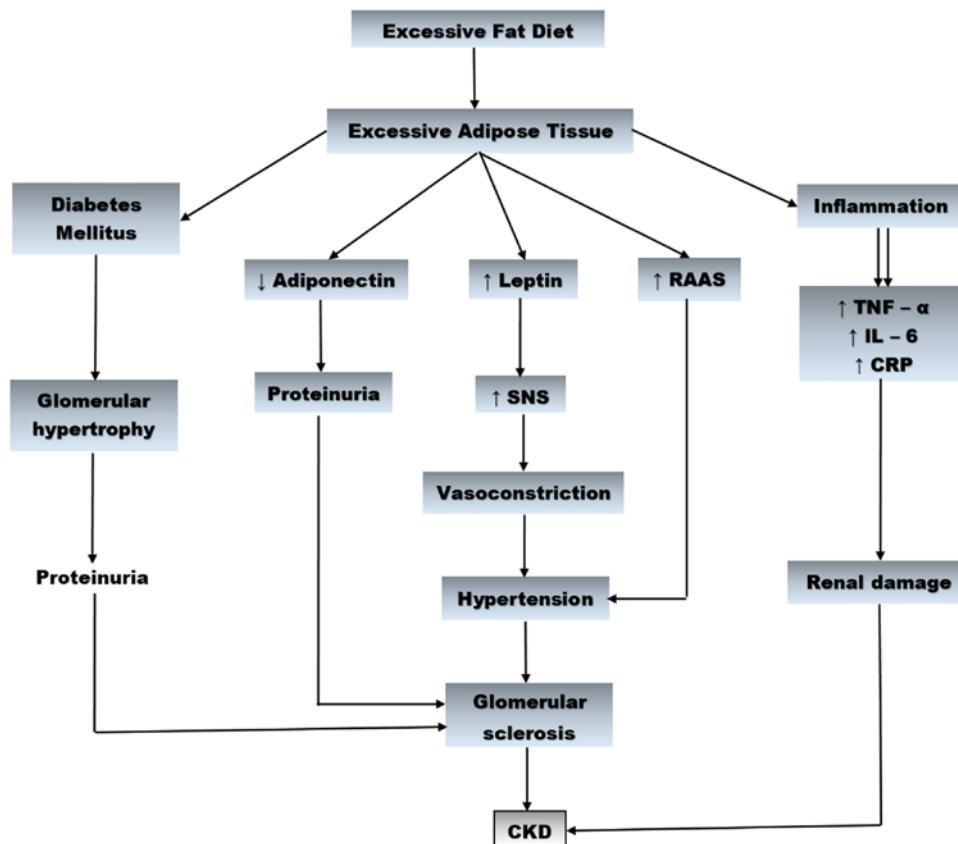 Excessive Fat Diet
Excessive Adipose Tissue
Diabetes
Mellitus
Inflammation
↓ Adiponectin
↑ Leptin
↑ RAAS
↑ TNF – α
↑ IL – 6
↑ CRP
Glomerular
hypertrophy
Proteinuria
↑ SNS
Vasoconstriction
Proteinuria
Hypertension
Renal damage
Glomerular
sclerosis
CKD